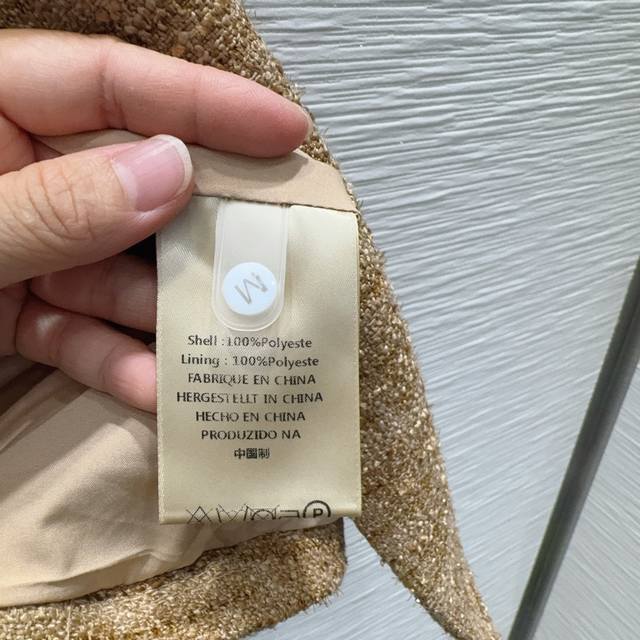 M
Shell :100%Polyeste
Lining : 100%Polyeste
FABRIQUE EN CHINA
HERGESTELLT IN CHINA
HECHO EN CHINA
PRODUZIDO NA
中國制
P